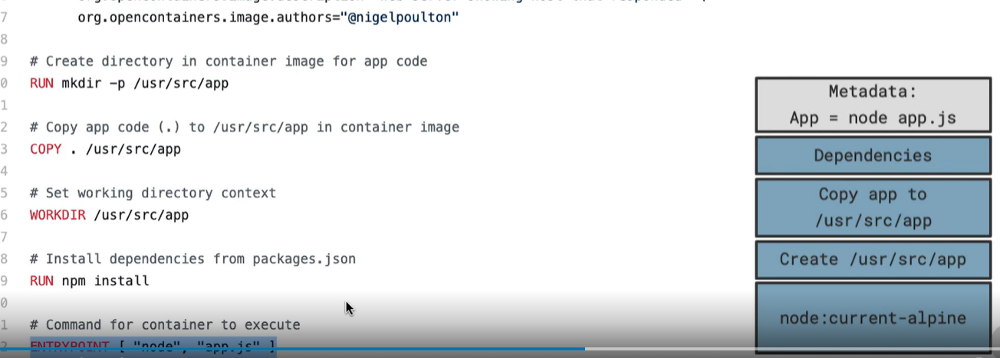 7 org.opencontainers.image.authors="@nigelpoulton"
8
9 # Create directory in container image for app code
0 RUN mkdir -p /usr/src/app
1
2 # Copy app code (.) to /usr/src/app in container image
3 COPY . /usr/src/app
4
5 # Set working directory context
6 WORKDIR /usr/src/app
7
8 # Install dependencies from packages.json
9 RUN npm install
0
1 # Command for container to execute
2 ENTRYPOINT [ "node", "app.js" ]
Metadata:
App = node app.js
Dependencies
Copy app to
/usr/src/app
Create /usr/src/app
node:current-alpine